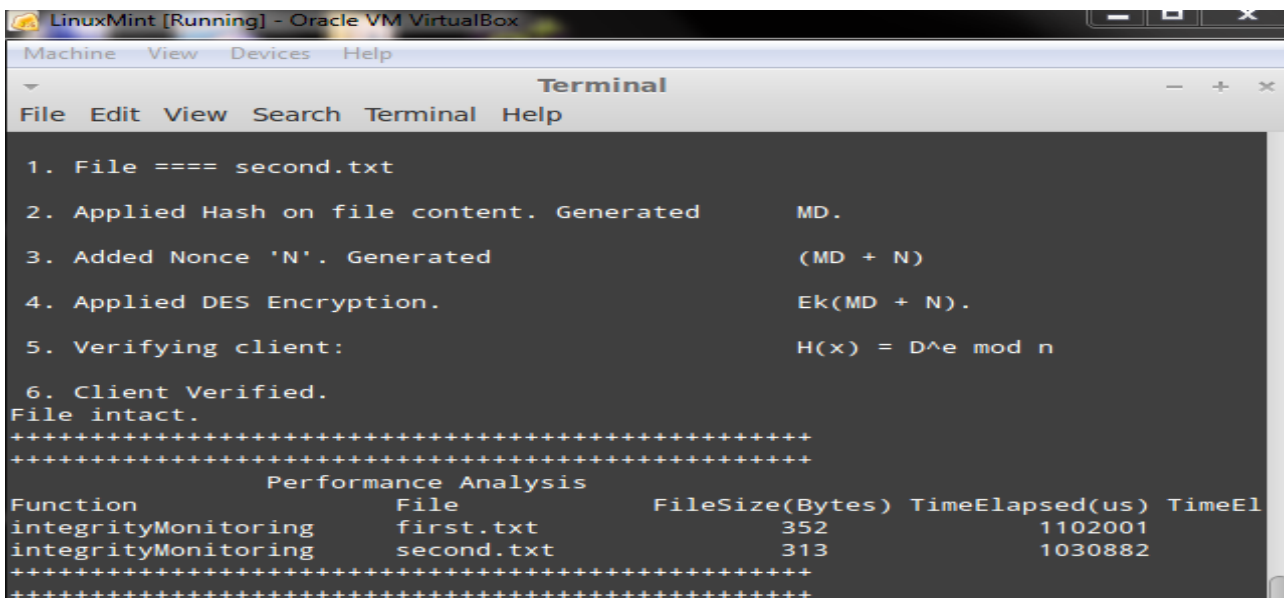 LinuxMint [Running] - Oracle VM VirtualBox
Machine View Devices Help
Terminal
File Edit View Search Terminal Help
1. File ==== second.txt
2. Applied Hash on file content. Generated MD.
3. Added Nonce 'N'. Generated (MD + N)
4. Applied DES Encryption. Ek(MD + N).
5. Verifying client: H(x) = D^e mod n
6. Client Verified.
File intact.
++++++++++++++++++++++++++++++++++++++++++++++++++
++++++++++++++++++++++++++++++++++++++++++++++++++
Performance Analysis
Function File FileSize(Bytes) TimeElapsed(us) TimeEl
integrityMonitoring first.txt 352 1102001
integrityMonitoring second.txt 313 1030882
++++++++++++++++++++++++++++++++++++++++++++++++++
++++++++++++++++++++++++++++++++++++++++++++++++++